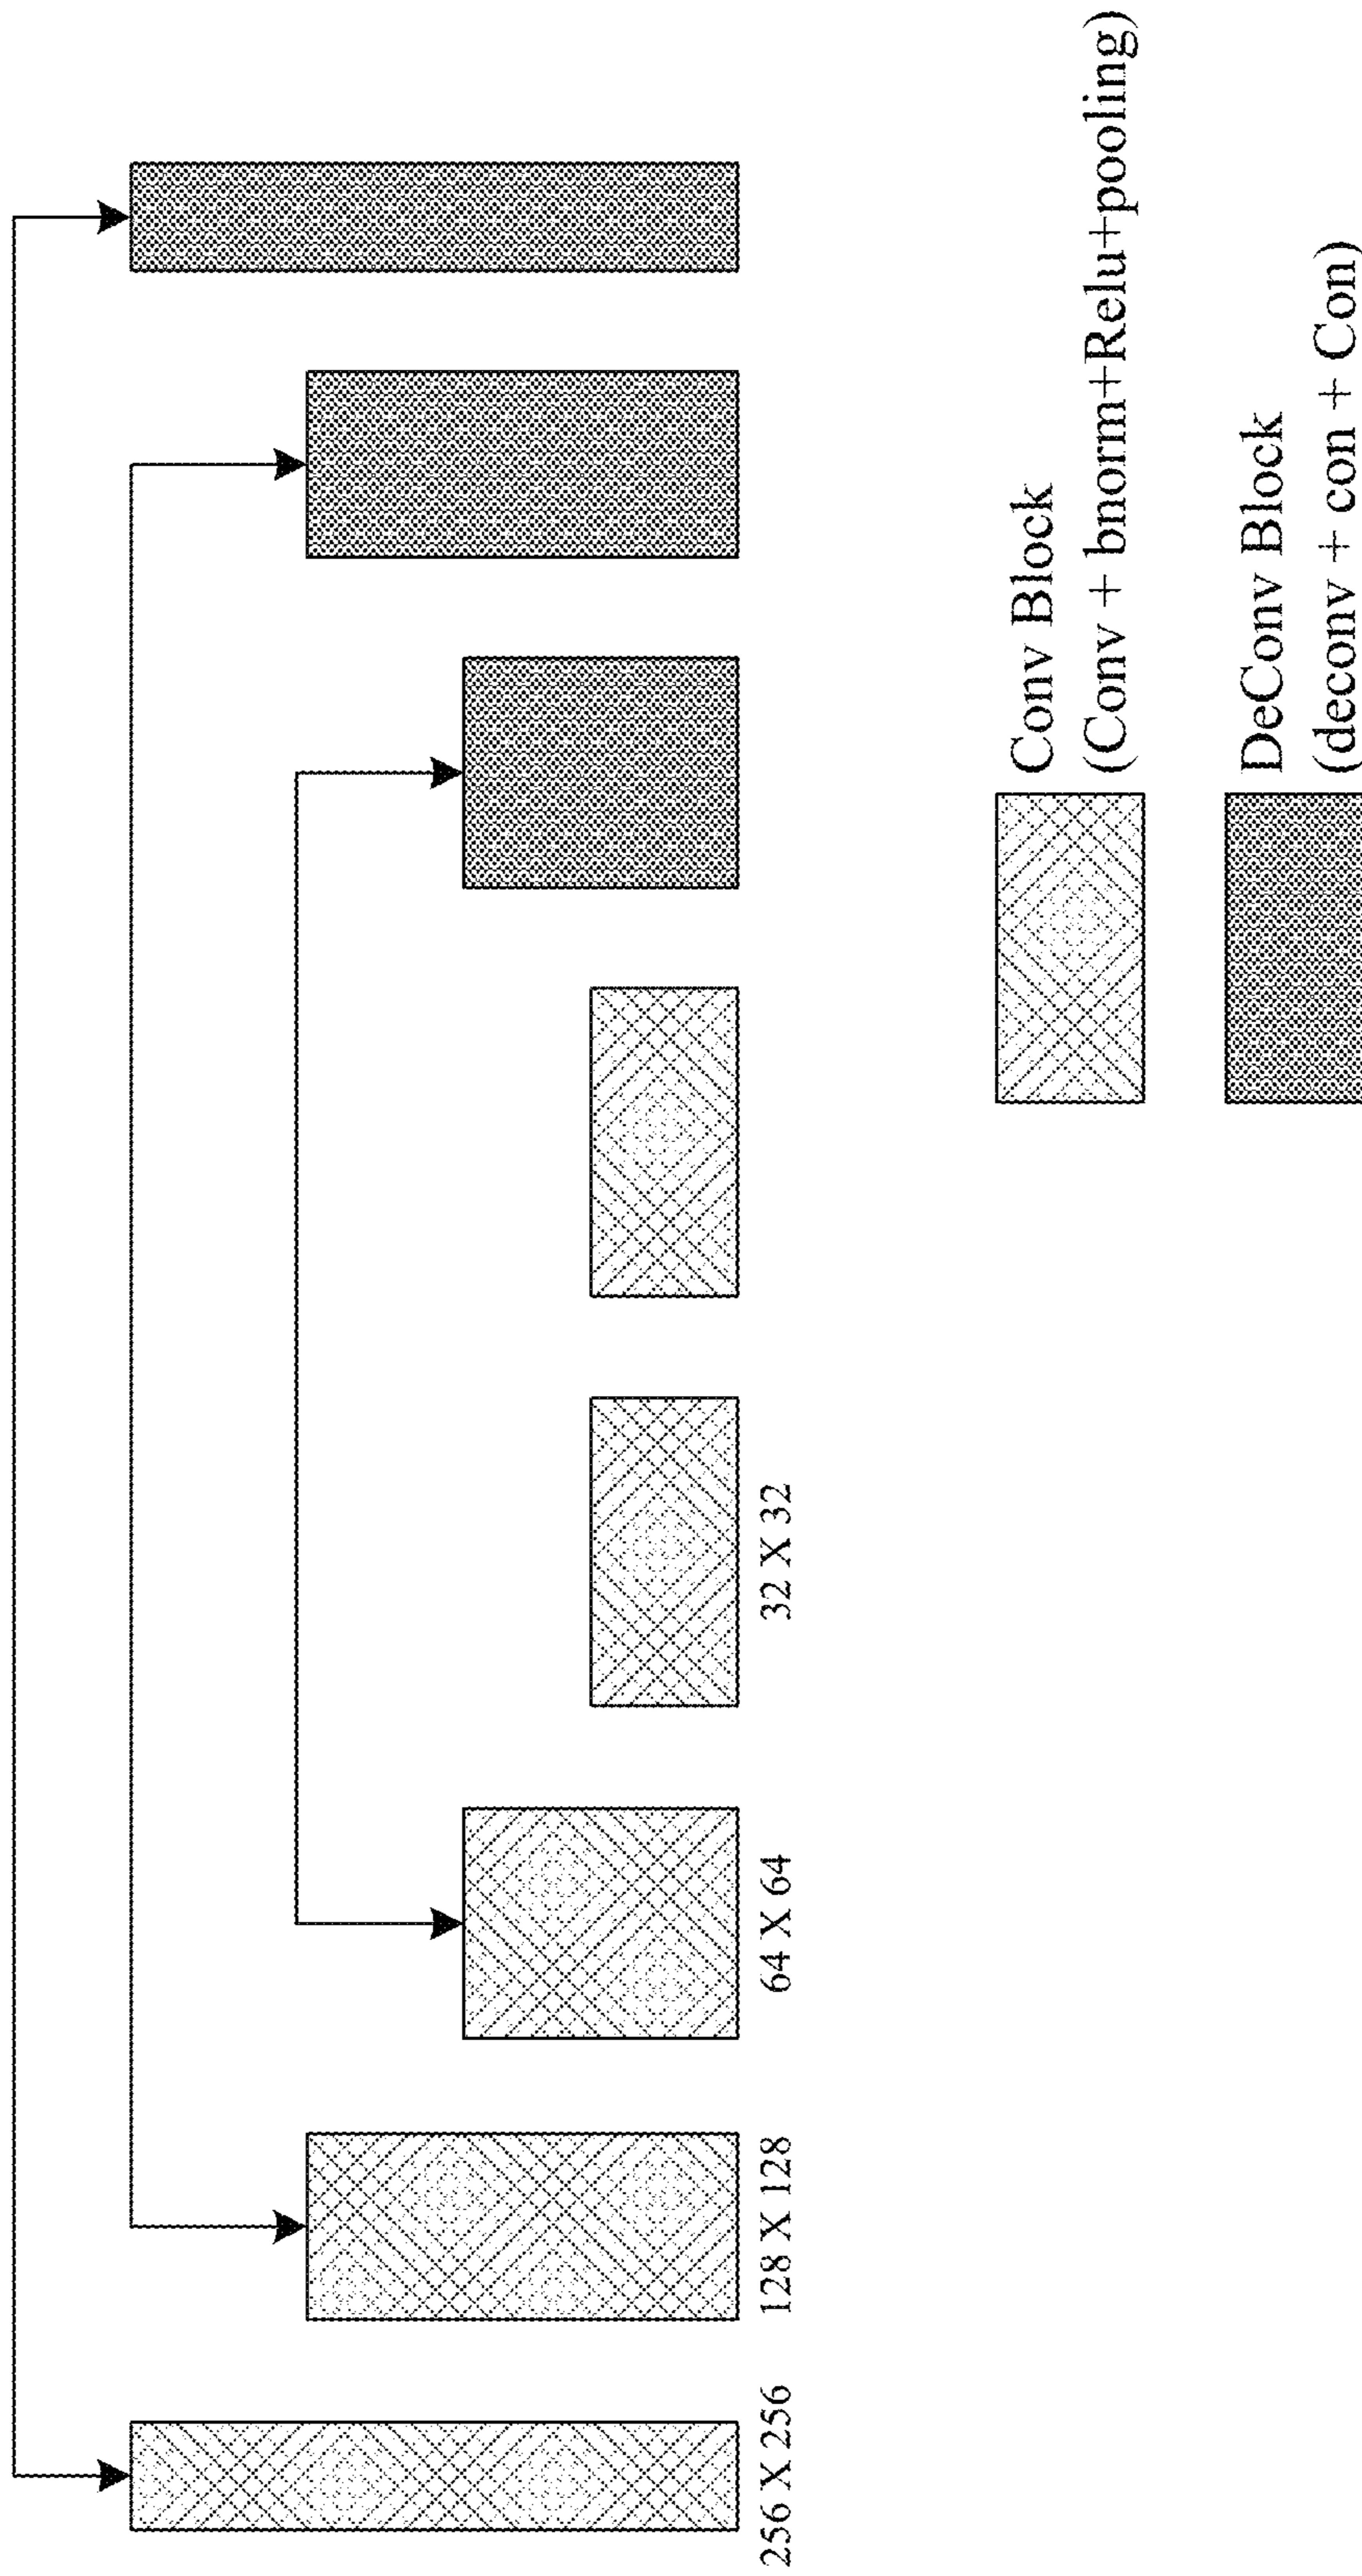 256 X 256
128 X 128
64 X 64
32 X 32
Conv Block
(Conv + bnorm+Relu+pooling)
DeConv Block
(deconv + con + Con)